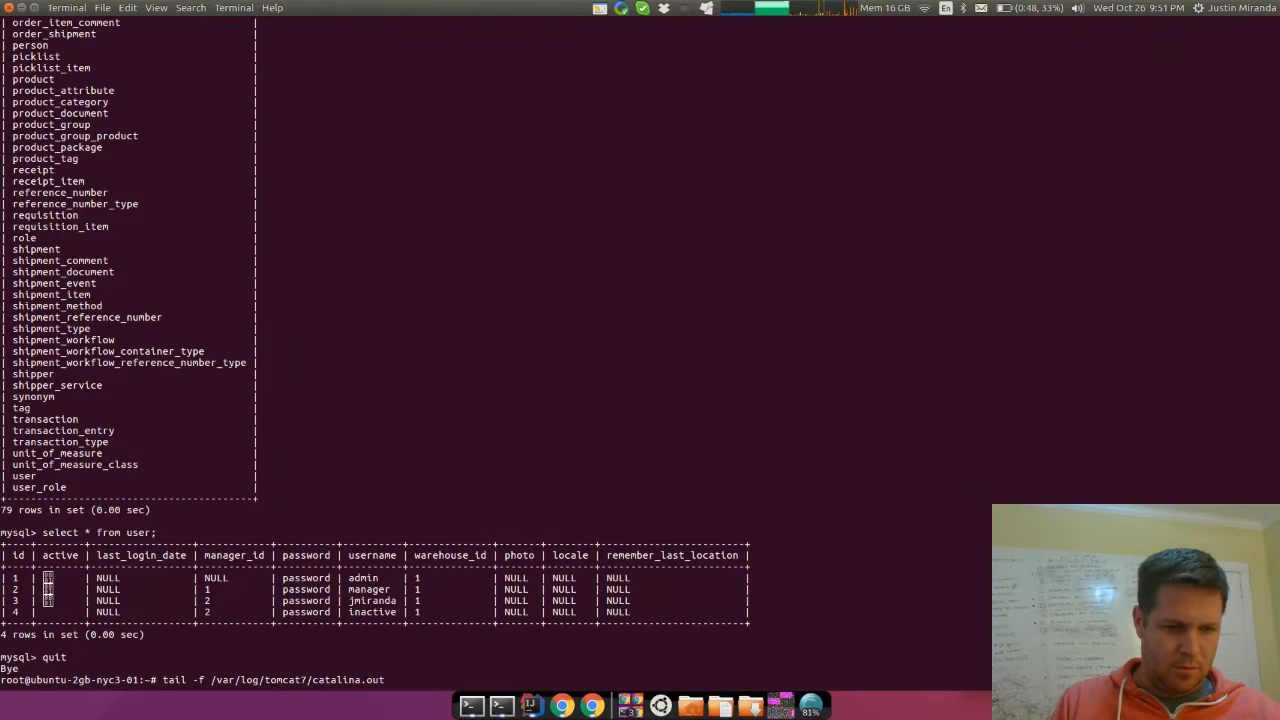 Terminal File Edit View Search Terminal Help Mem 16 GB En (0:48, 33%) Wed Oct 26 9:51 PM Justin Miranda
| order_item_comment |
| order_shipment |
| person |
| picklist |
| picklist_item |
| product |
| product_attribute |
| product_category |
| product_document |
| product_group |
| product_group_product |
| product_package |
| product_tag |
| receipt |
| receipt_item |
| reference_number |
| reference_number_type |
| requisition |
| requisition_item |
| role |
| shipment |
| shipment_comment |
| shipment_document |
| shipment_event |
| shipment_item |
| shipment_method |
| shipment_reference_number |
| shipment_type |
| shipment_workflow |
| shipment_workflow_container_type |
| shipment_workflow_reference_number_type |
| shipper |
| shipper_service |
| synonym |
| tag |
| transaction |
| transaction_entry |
| transaction_type |
| unit_of_measure |
| unit_of_measure_class |
| user |
| user_role |
79 rows in set (0.00 sec)
mysql> select * from user;
| id | active | last_login_date | manager_id | password | username | warehouse_id | photo | locale | remember_last_location |
| 1 | | NULL | NULL | password | admin | 1 | NULL | NULL | NULL |
| 2 | | NULL | 1 | password | manager | 1 | NULL | NULL | NULL |
| 3 | | NULL | 2 | password | jmiranda | 1 | NULL | NULL | NULL |
| 4 | | NULL | 2 | password | inactive | 1 | NULL | NULL | NULL |
4 rows in set (0.00 sec)
mysql> quit
Bye
root@ubuntu-2gb-nyc3-01:~# tail -f /var/log/tomcat7/catalina.out
81%